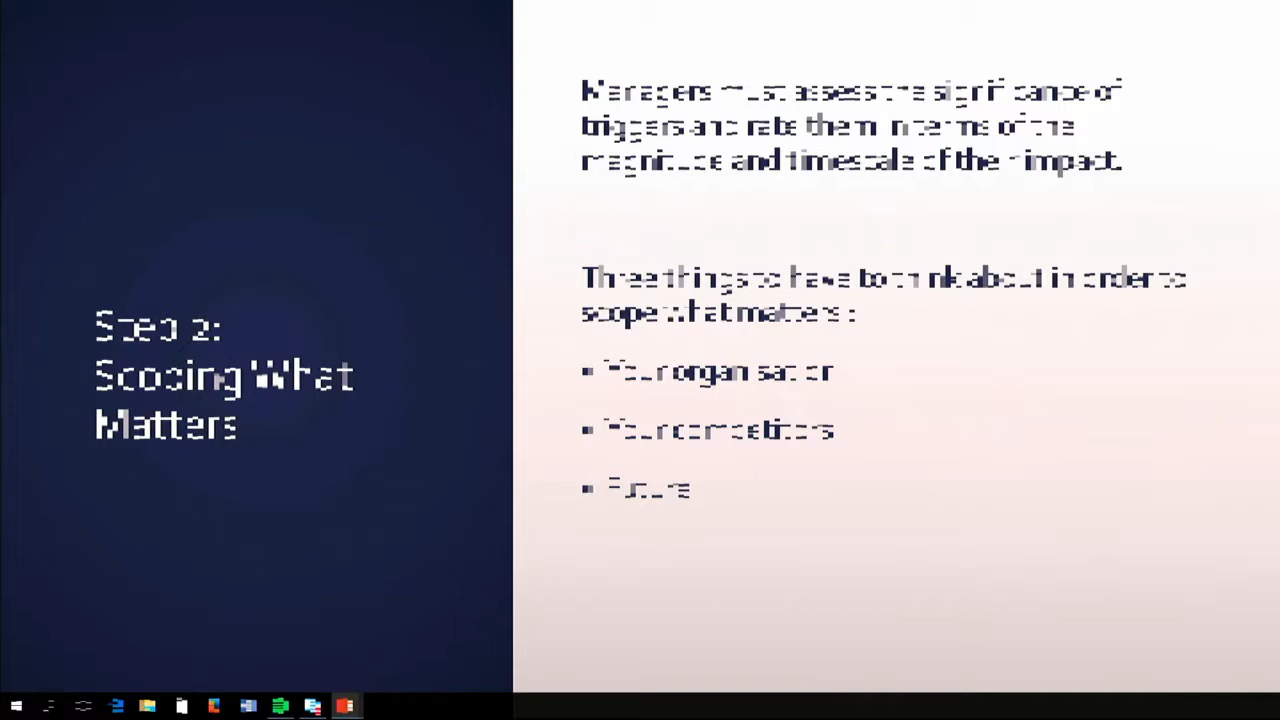 Step 2:
Scoping What
Matters
Managers must assess the significance of
triggers and rate them in terms of the
magnitude and timescale of their impact.
Three things to have to think about in order to
scope what matters :
▪ Your organisation
▪ Your competitors
▪ Future